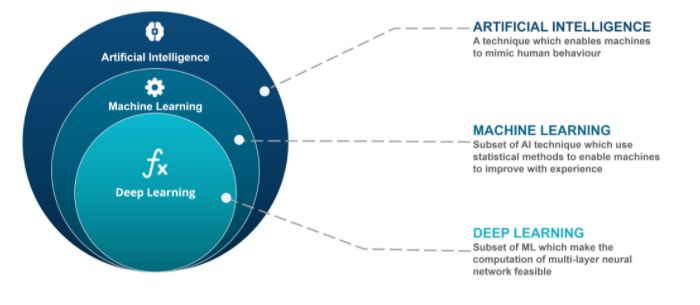 Artificial Intelligence
Machine Learning
fx
Deep Learning
ARTIFICIAL INTELLIGENCE
A technique which enables machines
to mimic human behaviour
MACHINE LEARNING
Subset of AI technique which use
statistical methods to enable machines
to improve with experience
DEEP LEARNING
Subset of ML which make the
computation of multi-layer neural
network feasible